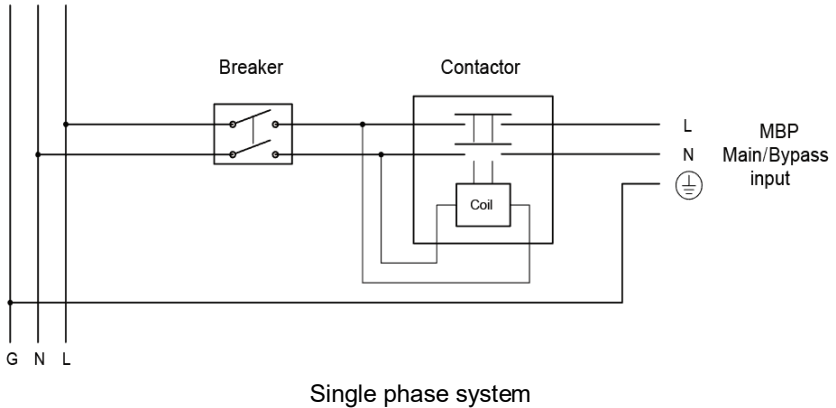 Breaker
Contactor
L
MBP
N
Main/Bypass
input
Coil
G N L
Single phase system